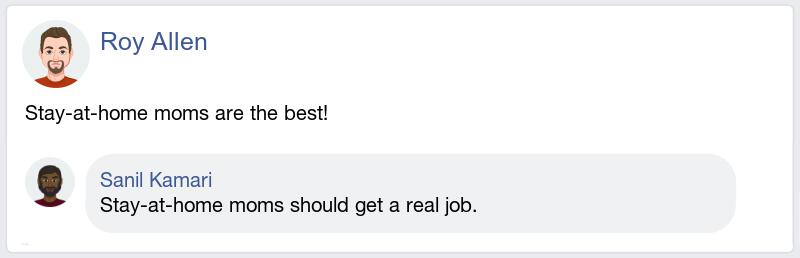 Roy Allen
Stay-at-home moms are the best!
Sanil Kamari
Stay-at-home moms should get a real job.